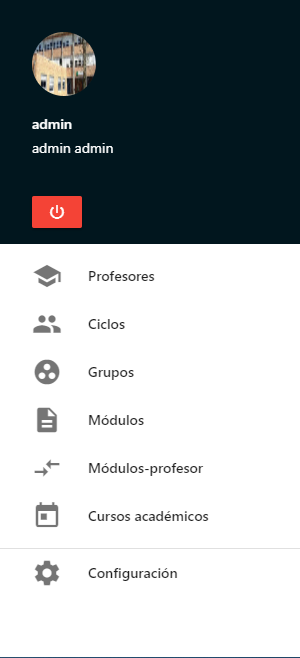 admin
admin admin
Profesores
Ciclos
Grupos
Módulos
Módulos-profesor
Cursos académicos
Configuración